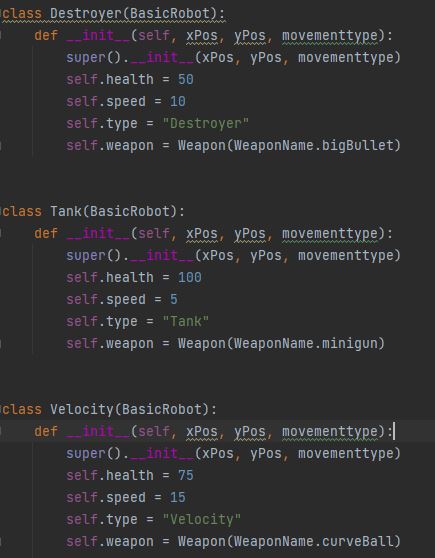 class Destroyer(BasicRobot):
    def __init__(self, xPos, yPos, movementtype):
        super().__init__(xPos, yPos, movementtype)
        self.health = 50
        self.speed = 10
        self.type = "Destroyer"
        self.weapon = Weapon(WeaponName.bigBullet)
class Tank(BasicRobot):
    def __init__(self, xPos, yPos, movementtype):
        super().__init__(xPos, yPos, movementtype)
        self.health = 100
        self.speed = 5
        self.type = "Tank"
        self.weapon = Weapon(WeaponName.minigun)
class Velocity(BasicRobot):
    def __init__(self, xPos, yPos, movementtype):
        super().__init__(xPos, yPos, movementtype)
        self.health = 75
        self.speed = 15
        self.type = "Velocity"
        self.weapon = Weapon(WeaponName.curveBall)